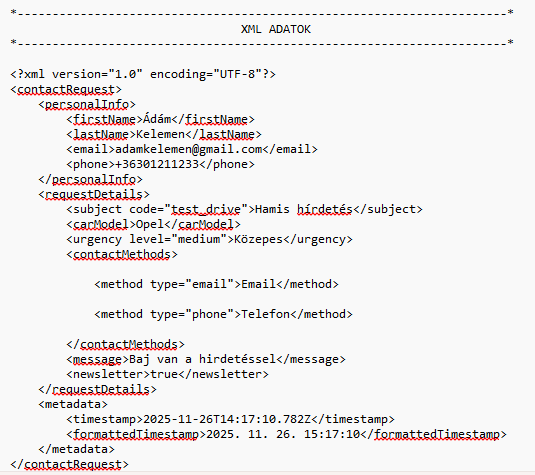 *-----------------------------------------------------------------------*
XML ADATOK
*-----------------------------------------------------------------------*
<?xml version="1.0" encoding="UTF-8"?>
<contactRequest>
    <personalInfo>
        <firstName>Ádám</firstName>
        <lastName>Kelemen</lastName>
        <email>adamkelemen@gmail.com</email>
        <phone>+36301211233</phone>
    </personalInfo>
    <requestDetails>
        <subject code="test_drive">Hamis hírdetés</subject>
        <carModel>Opel</carModel>
        <urgency level="medium">Közepes</urgency>
        <contactMethods>
            <method type="email">Email</method>
            <method type="phone">Telefon</method>
        </contactMethods>
        <message>Baj van a hirdetéssel</message>
        <newsletter>true</newsletter>
    </requestDetails>
    <metadata>
        <timestamp>2025-11-26T14:17:10.782Z</timestamp>
        <formattedTimestamp>2025. 11. 26. 15:17:10</formattedTimestamp>
    </metadata>
</contactRequest>